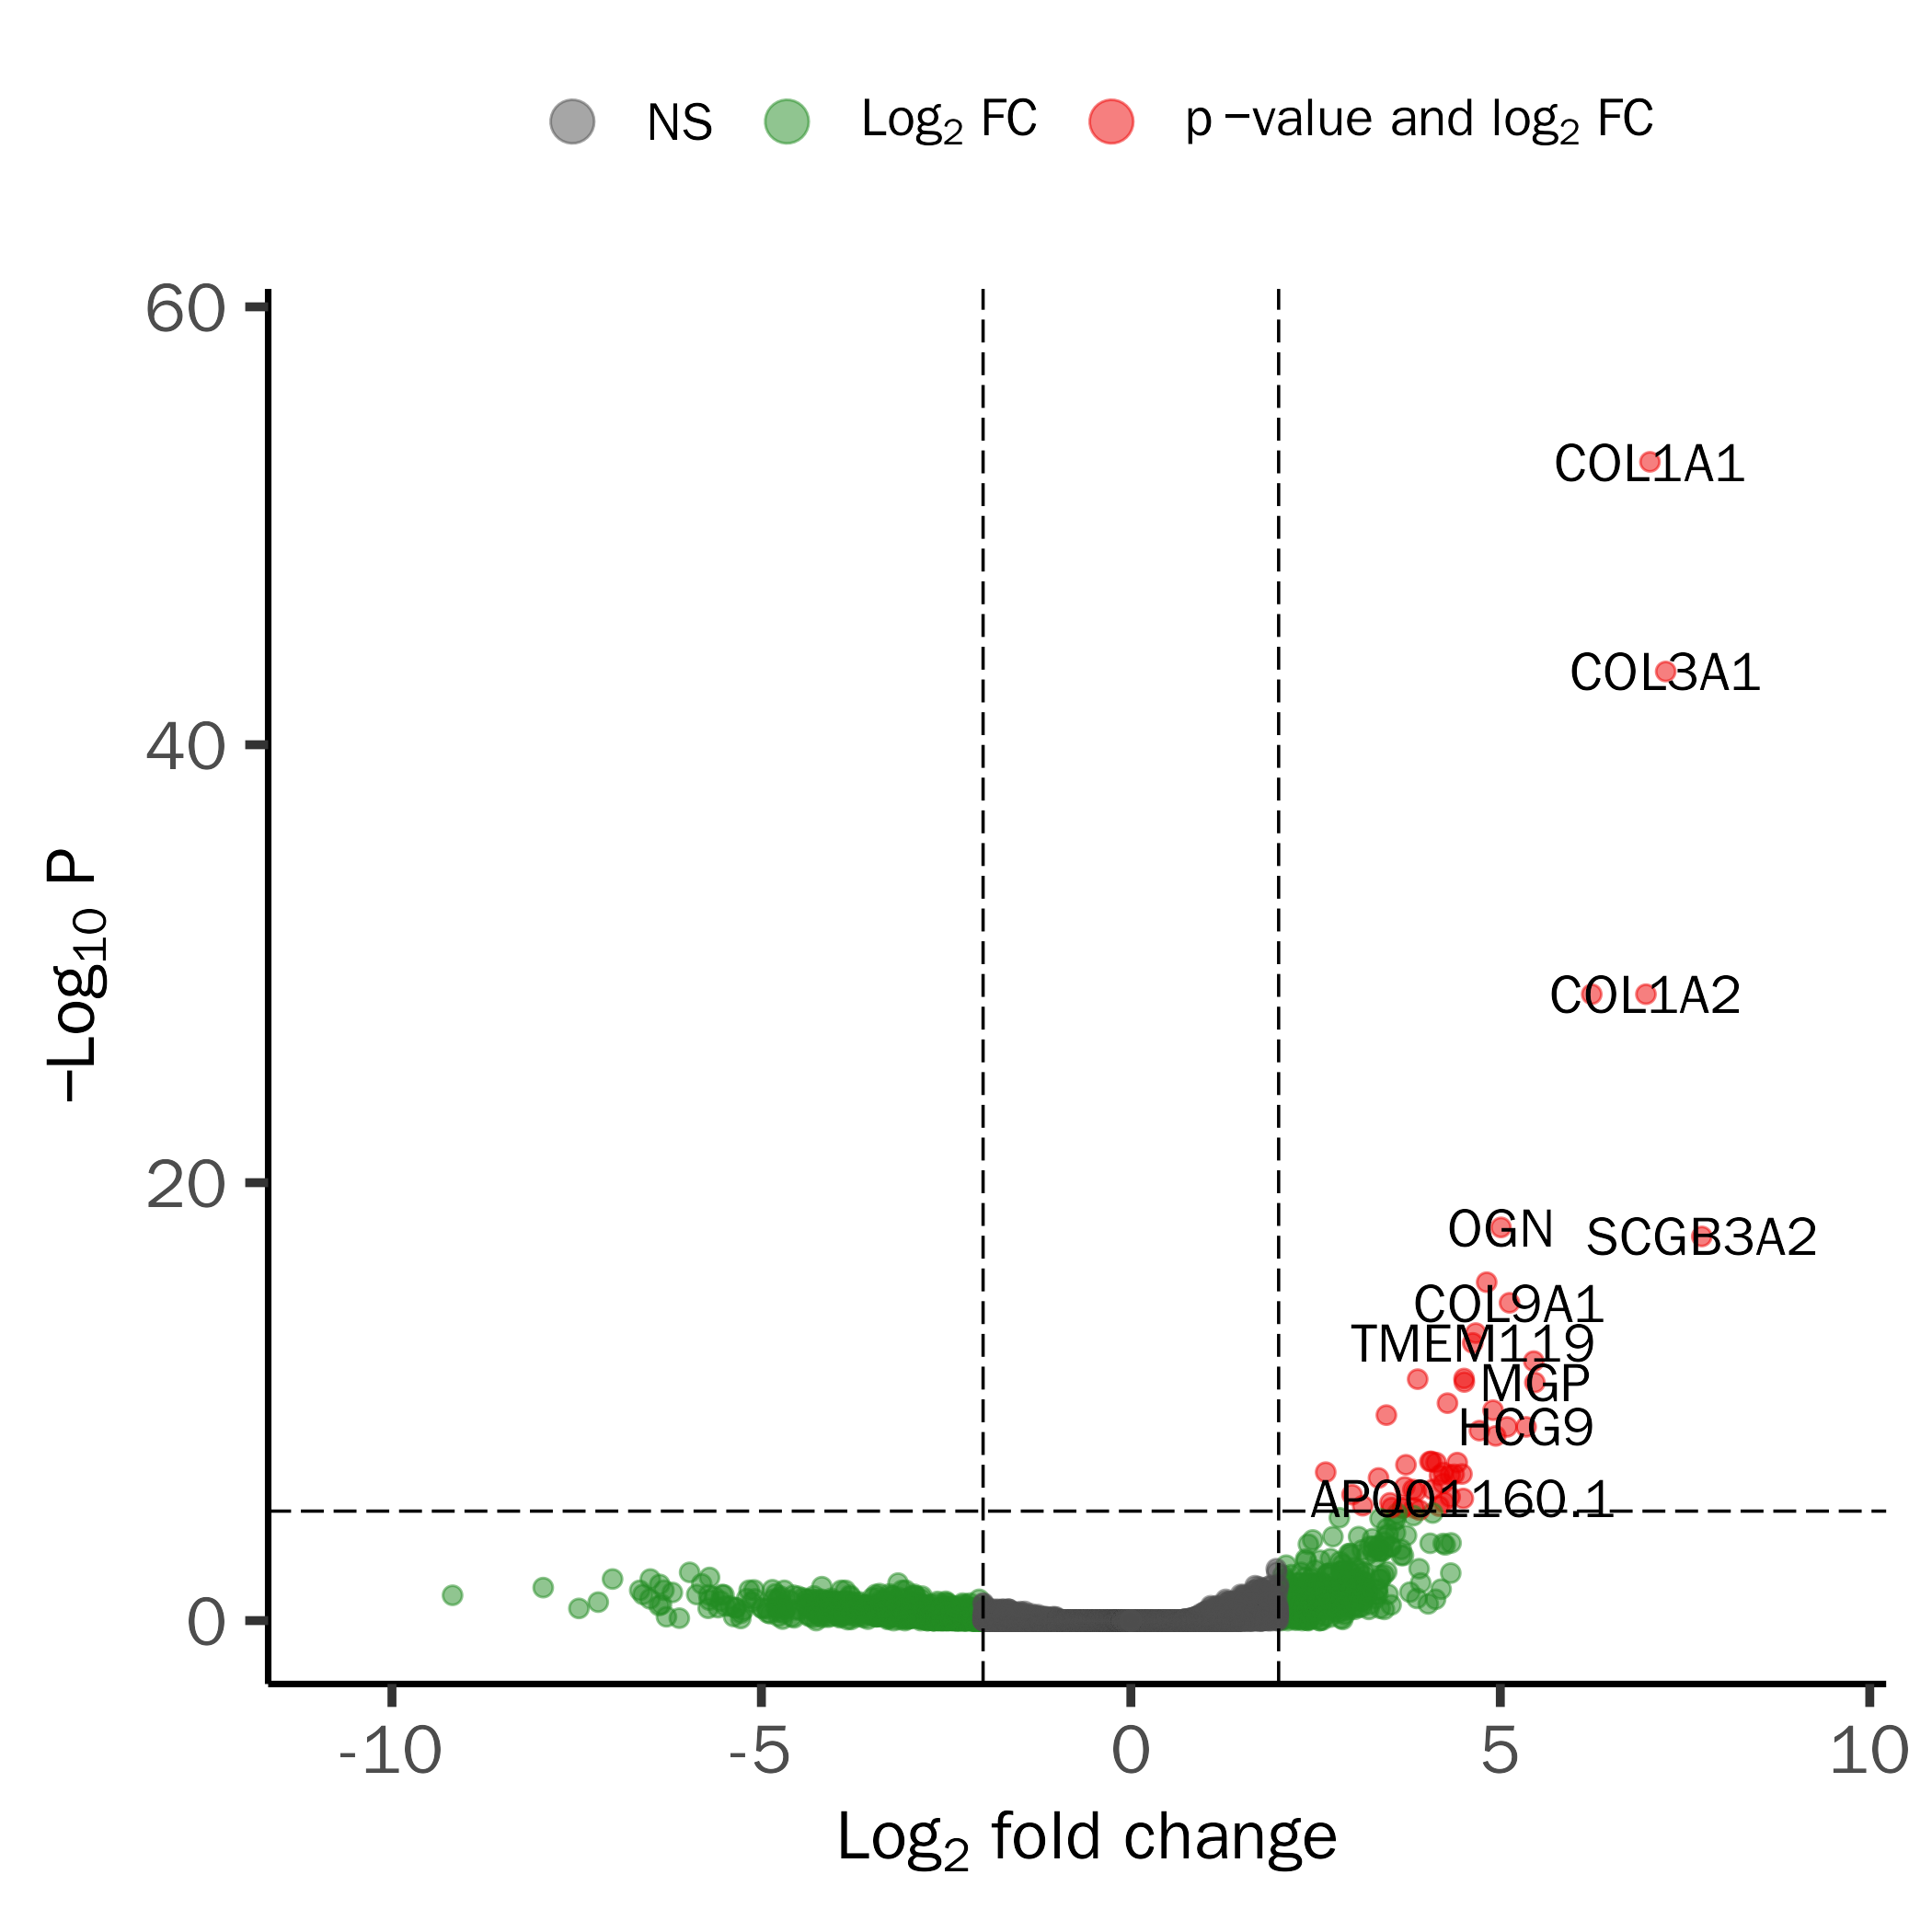 NS Log2 FC p −value and log2 FC
60
COL1A1
COL3A1
40
COL1A2
−Log10 P
20
OGN SCGB3A2
COL9A1
TMEM119
MGP
HCG9
AP001160.1
0
-10 -5 0 5 10
Log2 fold change